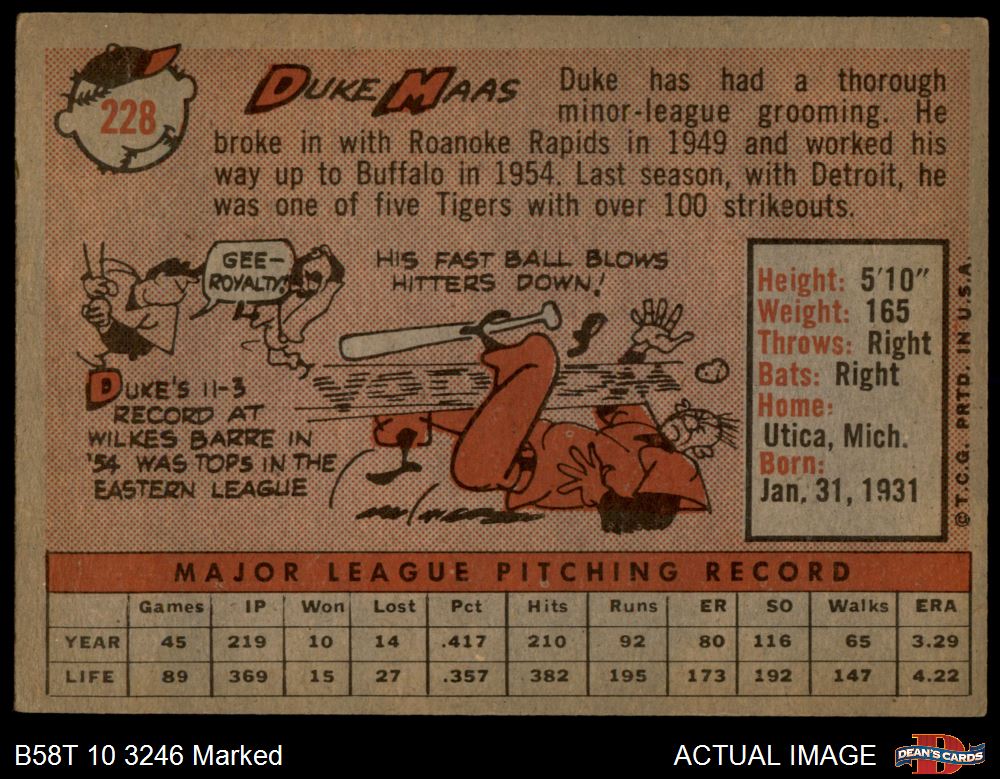 228
DUKE MAAS
Duke has had a thorough
minor-league grooming. He
broke in with Roanoke Rapids in 1949 and worked his
way up to Buffalo in 1954. Last season, with Detroit, he
was one of five Tigers with over 100 strikeouts.
GEE-
ROYALTY!
HIS FAST BALL BLOWS
HITTERS DOWN!
DUKE'S 11-3
RECORD AT
WILKES BARRE IN
'54 WAS TOPS IN THE
EASTERN LEAGUE
Height: 5'10"
Weight: 165
Throws: Right
Bats: Right
Home:
Utica, Mich.
Born:
Jan. 31, 1931
© T.C.G. PRTD. IN U.S.A.
MAJOR LEAGUE PITCHING RECORD
Games IP Won Lost Pct Hits Runs ER SO Walks ERA
YEAR 45 219 10 14 .417 210 92 80 116 65 3.29
LIFE 89 369 15 27 .357 382 195 173 192 147 4.22
B58T 10 3246 Marked
ACTUAL IMAGE
DEAN'S CARDS